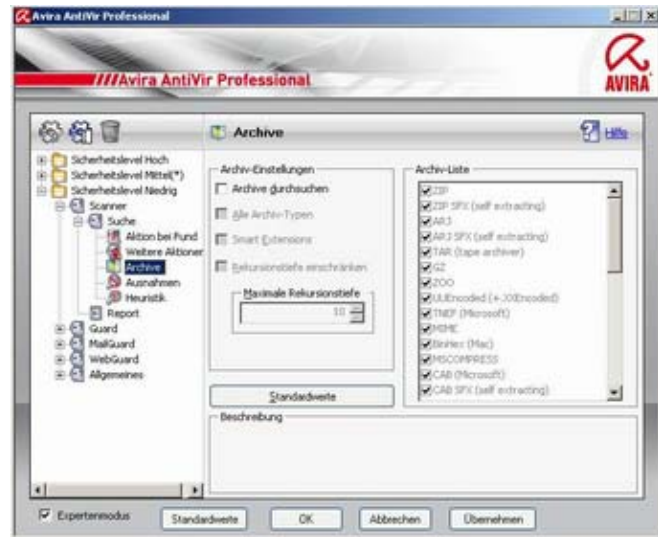 Avira AntiVir Professional
Avira AntiVir Professional
AVIRA
Archive
Hilfe
Sicherheitslevel Hoch
Sicherheitslevel Mittel(*)
Sicherheitslevel Niedrig
Scanner
Suche
Aktion bei Fund
Weitere Aktionen
Archive
Ausnahmen
Heuristik
Report
Guard
MailGuard
WebGuard
Allgemeines
Archiv-Einstellungen
Archive durchsuchen
Alle Archiv-Typen
Smart Extensions
Rekursionstiefe einschränken
Maximale Rekursionstiefe
10
Standardwerte
Archiv-Liste
ZIP
ZIP SFX (self extracting)
ARJ
ARJ SFX (self extracting)
TAR (tape archiver)
GZ
ZOO
UUEncoded (+XXEncoded)
TNEF (Microsoft)
MIME
BinHex (Mac)
MSCOMPRESS
CAB (Microsoft)
CAB SFX (self extracting)
Beschreibung
Expertenmodus
Standardwerte
OK
Abbrechen
Übernehmen